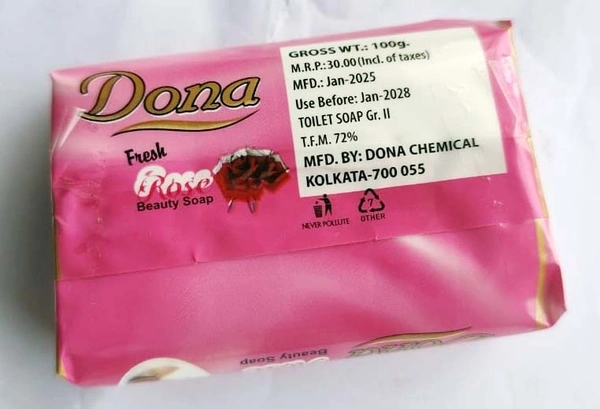 Dona
Fresh
Rose
Beauty Soap
GROSS WT.: 100g.
M.R.P.:30.00(Incl. of taxes)
MFD.: Jan-2025
Use Before: Jan-2028
TOILET SOAP Gr. II
T.F.M. 72%
MFD. BY: DONA CHEMICAL
KOLKATA-700 055
NEVER POLLUTE
7
OTHER
Beauty Soap